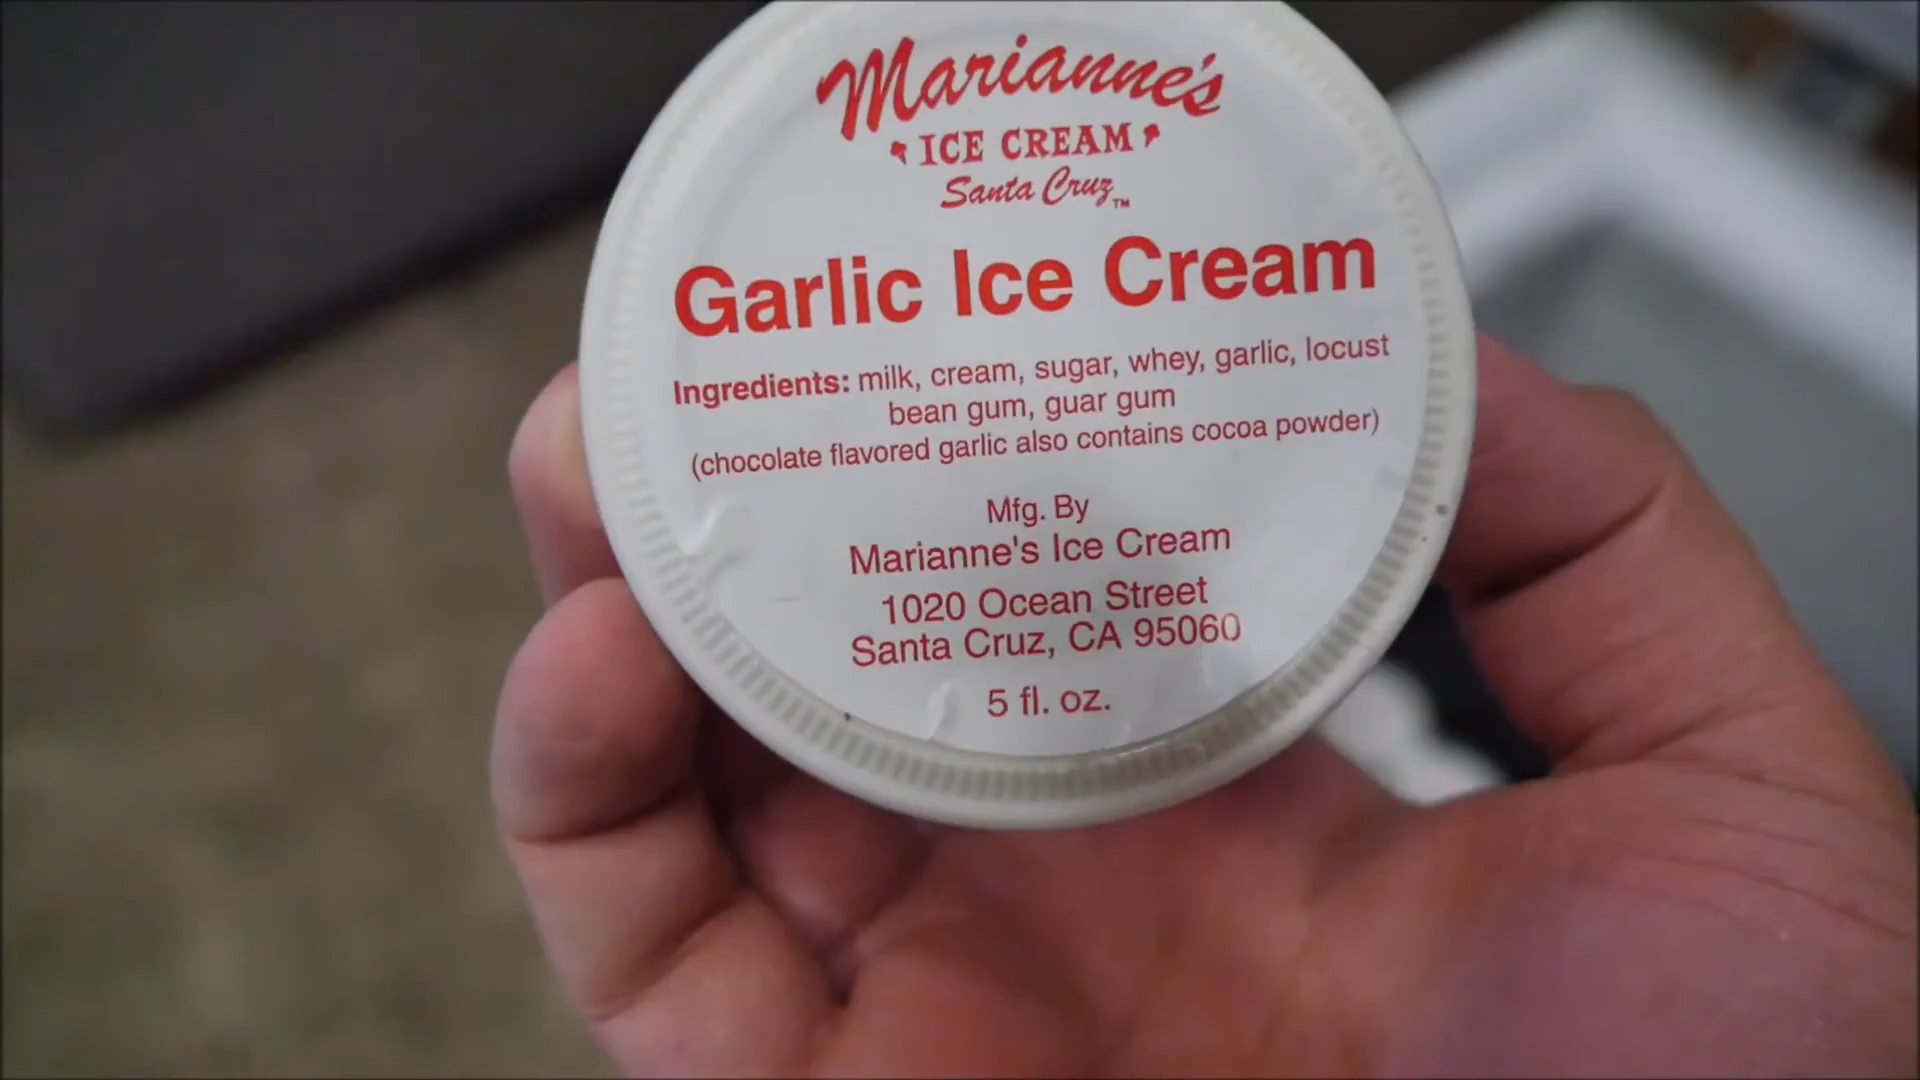 Marianne's
ICE CREAM
Santa Cruz™
Garlic Ice Cream
Ingredients: milk, cream, sugar, whey, garlic, locust
bean gum, guar gum
(chocolate flavored garlic also contains cocoa powder)
Mfg. By
Marianne's Ice Cream
1020 Ocean Street
Santa Cruz, CA 95060
5 fl. oz.